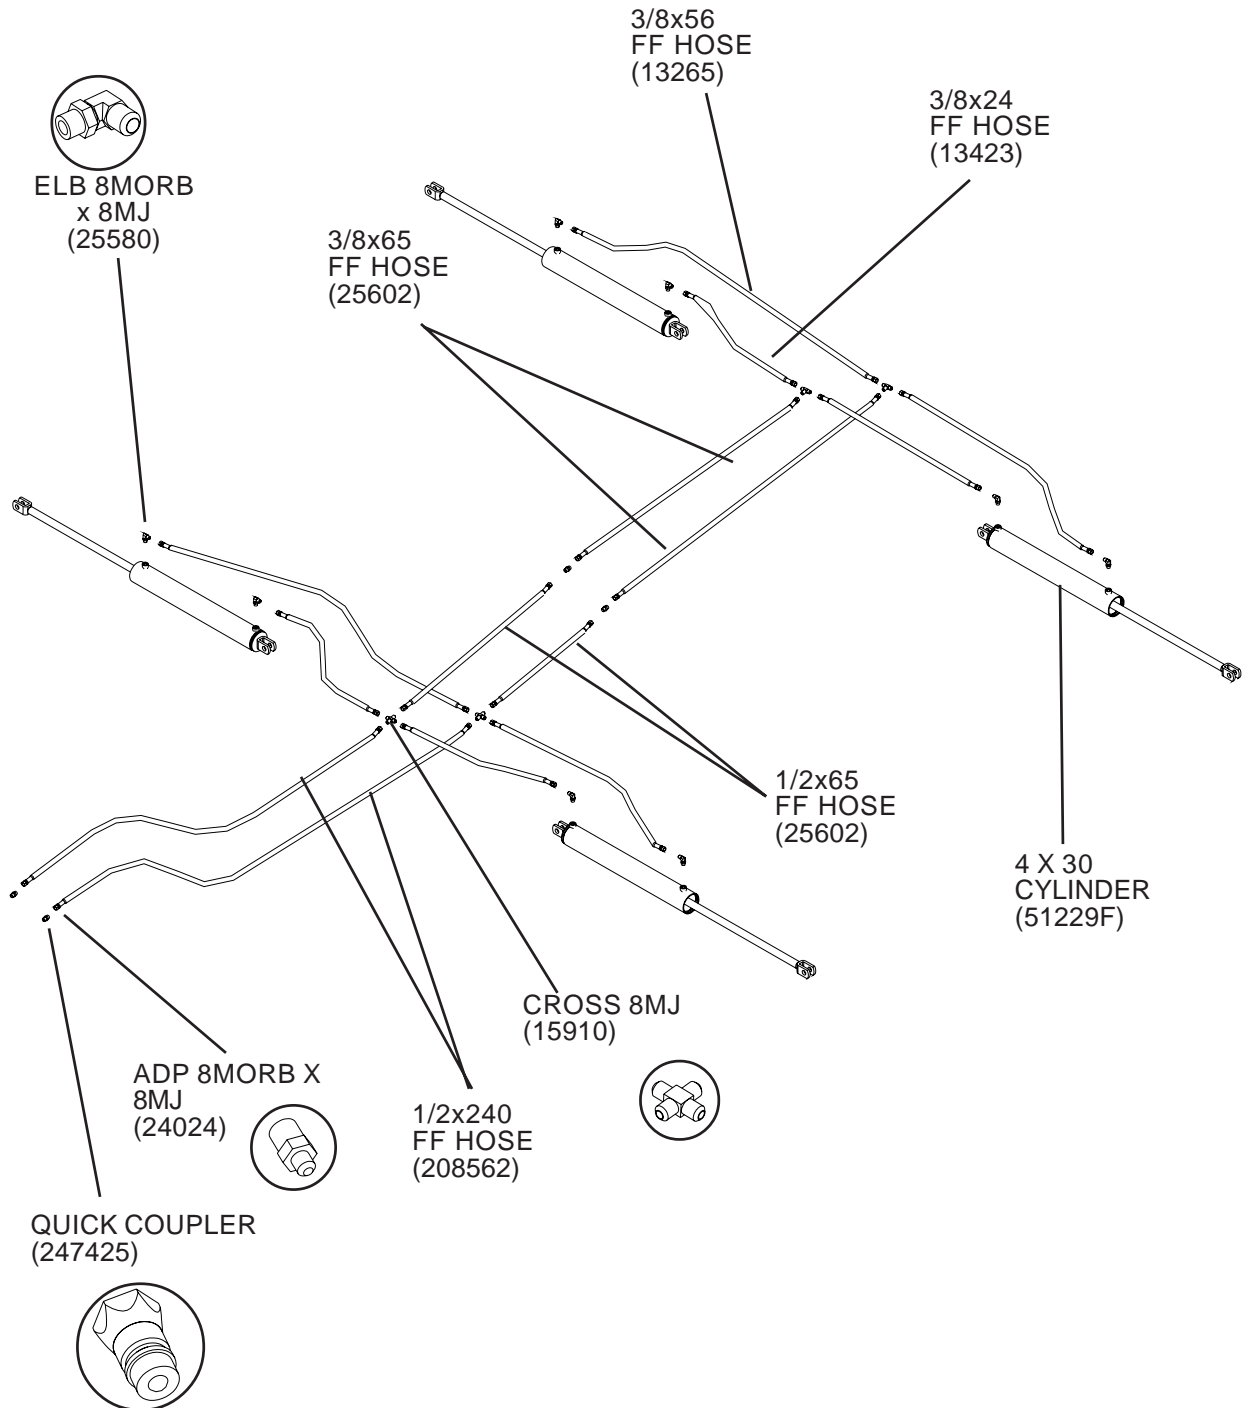 3/8x56
FF HOSE
(13265)
3/8x24
FF HOSE
(13423)
ELB 8MORB
x 8MJ
(25580)
3/8x65
FF HOSE
(25602)
1/2x65
FF HOSE
(25602)
4 X 30
CYLINDER
(51229F)
CROSS 8MJ
(15910)
ADP 8MORB X
8MJ
(24024)
1/2x240
FF HOSE
(208562)
QUICK COUPLER
(247425)